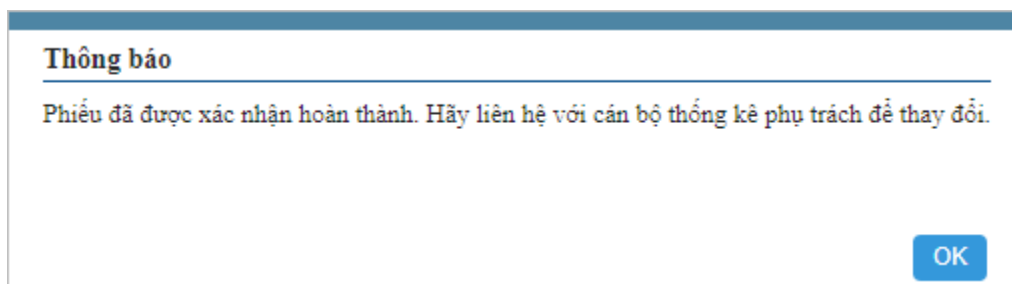 Thông báo
Phiếu đã được xác nhận hoàn thành. Hãy liên hệ với cán bộ thống kê phụ trách để thay đổi.
OK